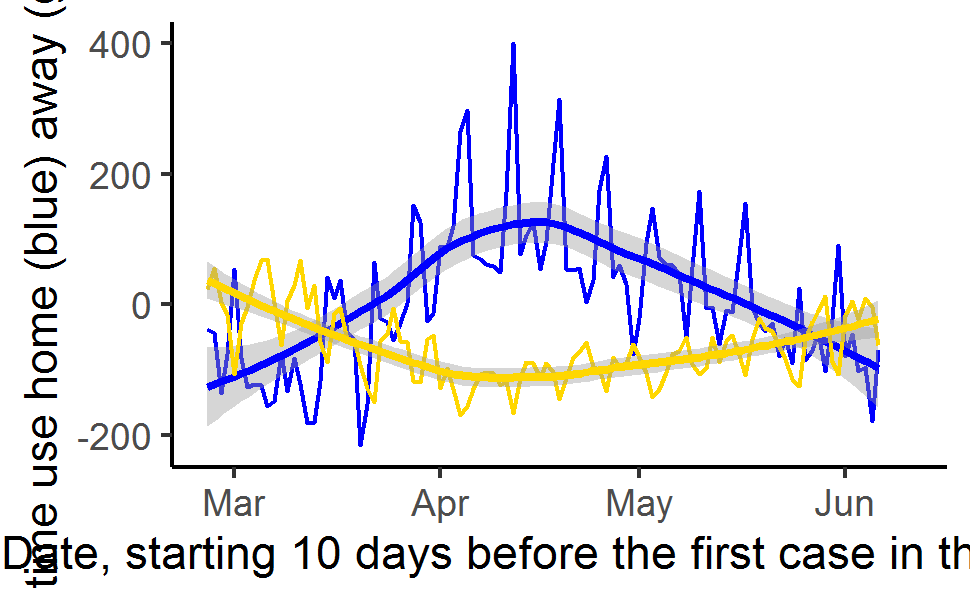 time use home (blue) away (
400
200
0
-200
Mar Apr May Jun
Date, starting 10 days before the first case in th